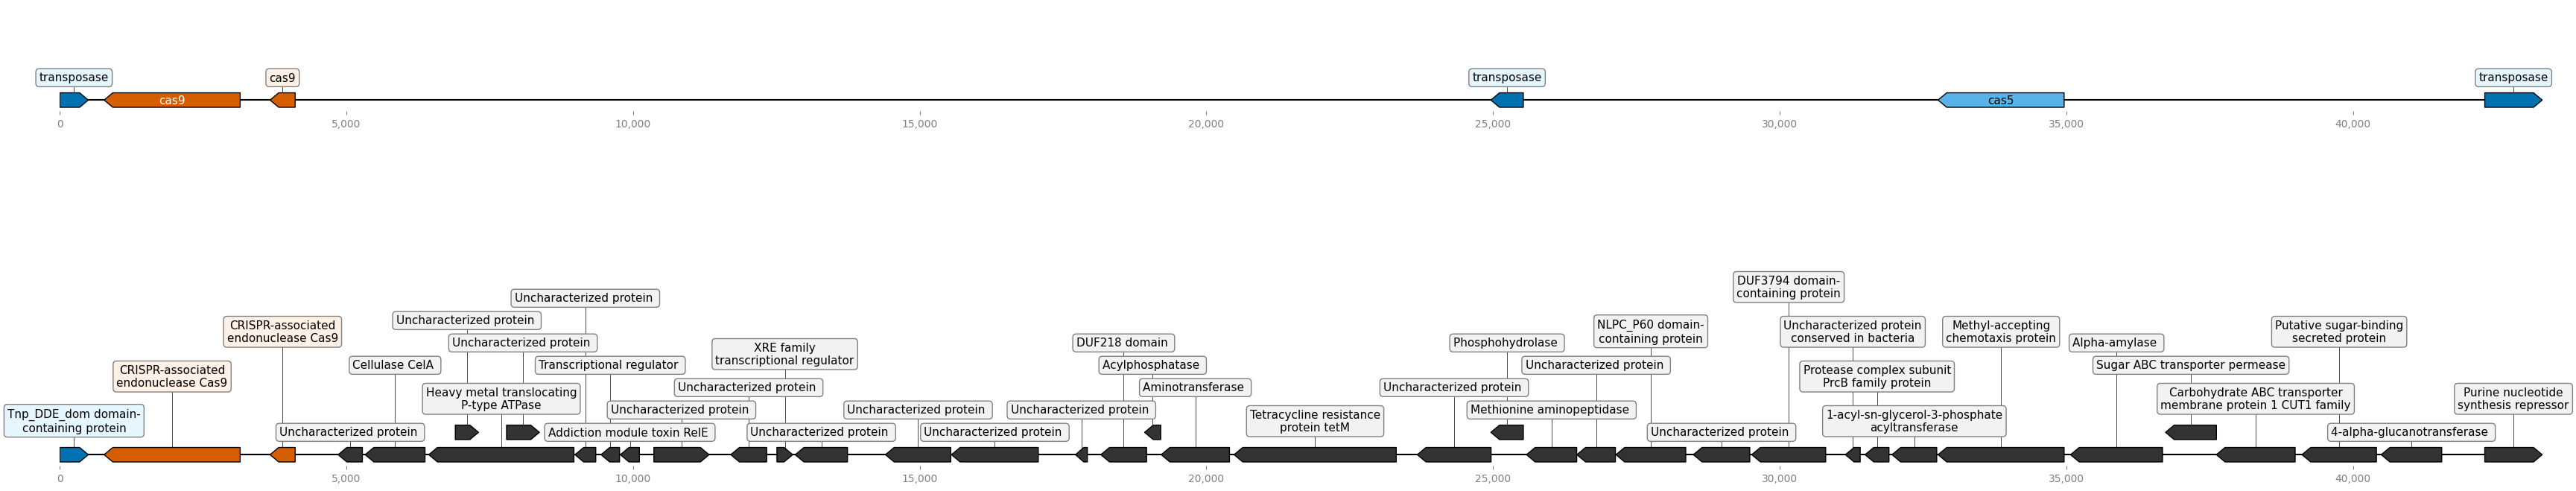 transposase
cas9
transposase
transposase
cas9
cas5
0
5,000
10,000
15,000
20,000
25,000
30,000
35,000
40,000
DUF3794 domain-
containing protein
Uncharacterized protein
Uncharacterized protein
CRISPR-associated
endonuclease Cas9
NLPC_P60 domain-
containing protein
Uncharacterized protein
conserved in bacteria
Methyl-accepting
chemotaxis protein
Putative sugar-binding
secreted protein
Uncharacterized protein
DUF218 domain
Phosphohydrolase
Alpha-amylase
XRE family
transcriptional regulator
Cellulase CelA
Transcriptional regulator
Acylphosphatase
Uncharacterized protein
Sugar ABC transporter permease
CRISPR-associated
endonuclease Cas9
Protease complex subunit
PrcB family protein
Heavy metal translocating
P-type ATPase
Uncharacterized protein
Aminotransferase
Uncharacterized protein
Carbohydrate ABC transporter
membrane protein 1 CUT1 family
Purine nucleotide
synthesis repressor
Tnp_DDE_dom domain-
containing protein
Uncharacterized protein
Uncharacterized protein
Uncharacterized protein
Tetracycline resistance
protein tetM
Methionine aminopeptidase
1-acyl-sn-glycerol-3-phosphate
acyltransferase
Uncharacterized protein
Addiction module toxin RelE
Uncharacterized protein
Uncharacterized protein
Uncharacterized protein
4-alpha-glucanotransferase
0
5,000
10,000
15,000
20,000
25,000
30,000
35,000
40,000